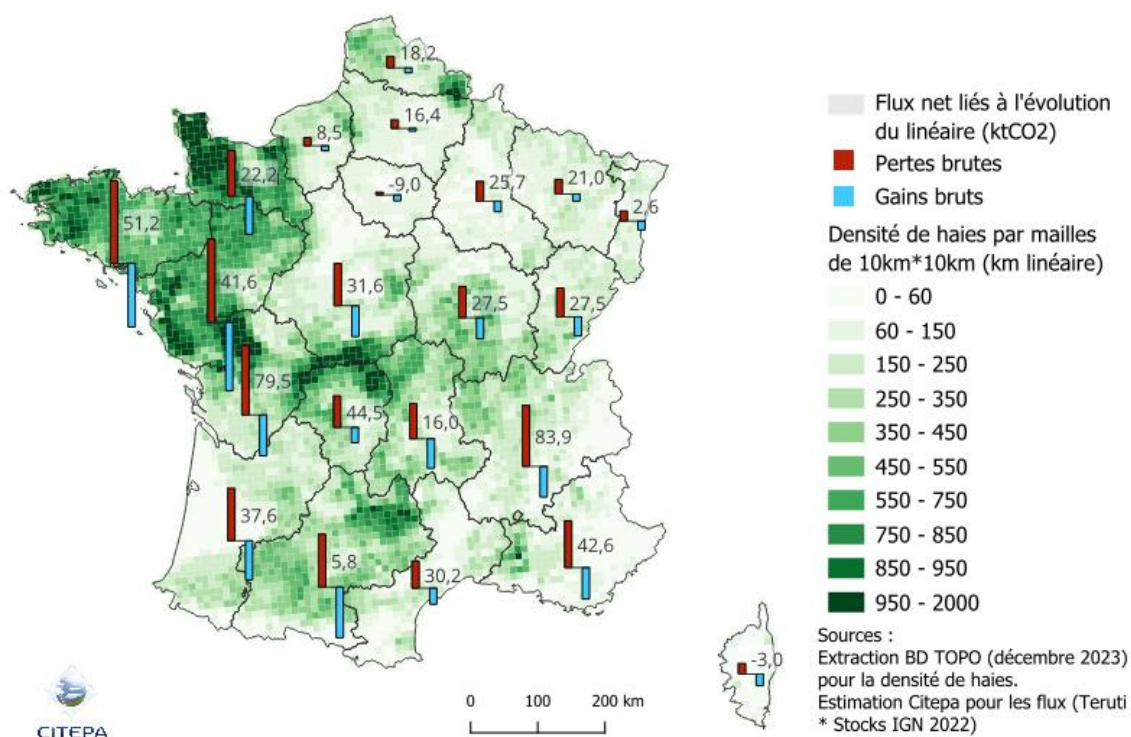 18,2
16,4
8,5
22,2
-9,0
25,7
21,0
2,6
51,2
41,6
31,6
27,5
27,5
79,5
44,5
16,0
83,9
37,6
5,8
30,2
42,6
-3,0
Flux net liés à l'évolution
du linéaire (ktCO2)
Pertes brutes
Gains bruts
Densité de haies par mailles
de 10km*10km (km linéaire)
0 - 60
60 - 150
150 - 250
250 - 350
350 - 450
450 - 550
550 - 750
750 - 850
850 - 950
950 - 2000
Sources :
Extraction BD TOPO (décembre 2023)
pour la densité de haies.
Estimation Citepa pour les flux (Teruti
* Stocks IGN 2022)
0 100 200 km
CITEPA